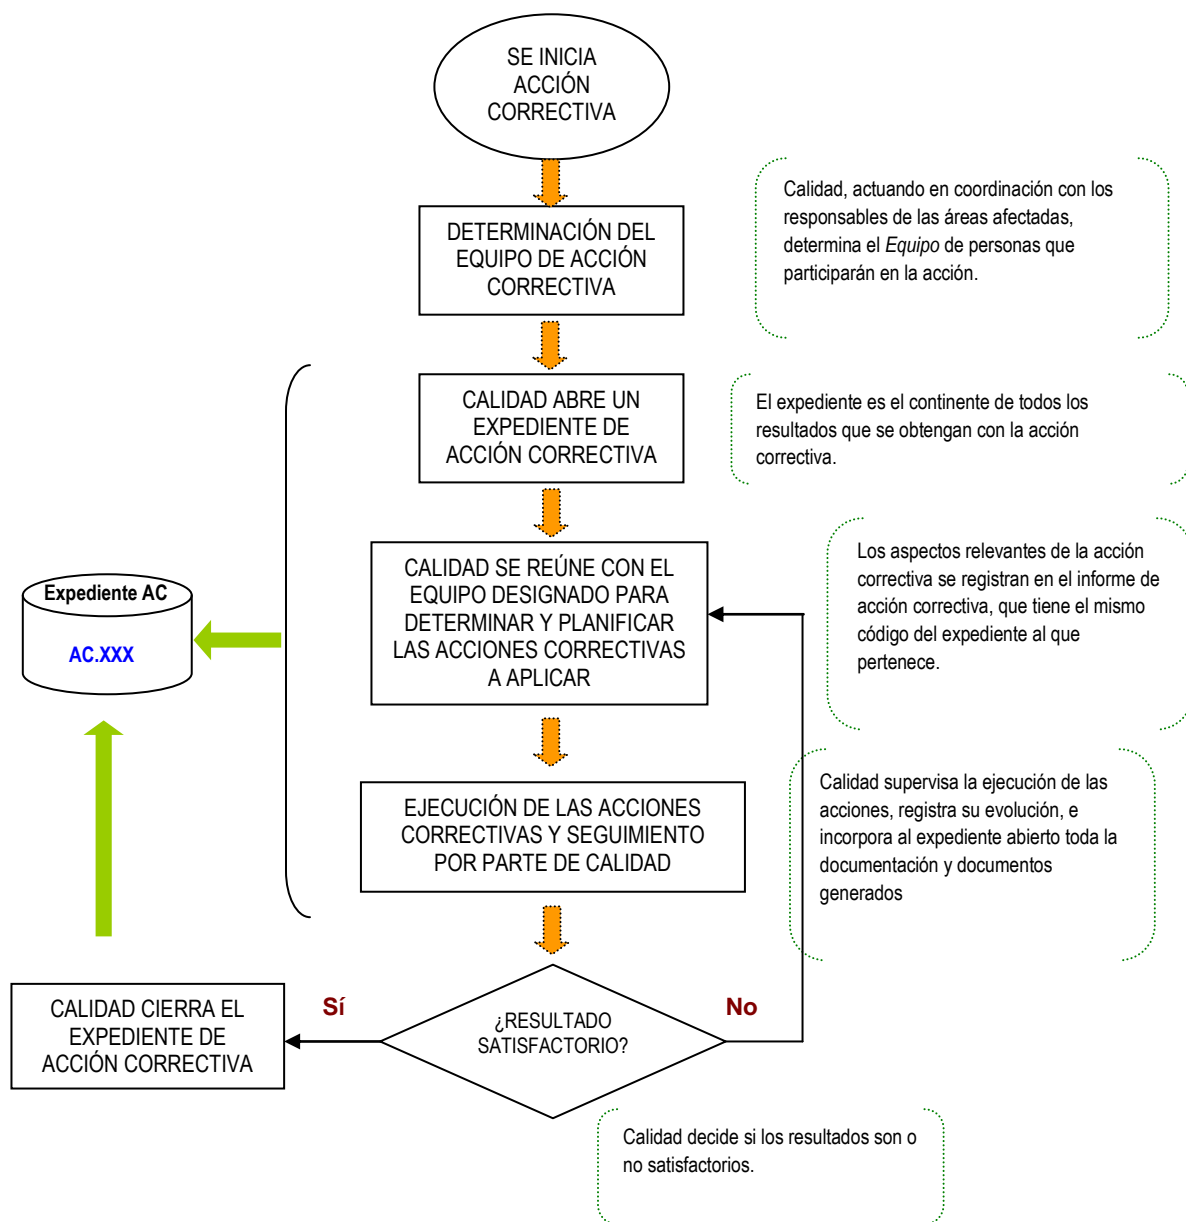 SE INICIA
ACCIÓN
CORRECTIVA
DETERMINACIÓN DEL
EQUIPO DE ACCIÓN
CORRECTIVA
Calidad, actuando en coordinación con los
responsables de las áreas afectadas,
determina el Equipo de personas que
participarán en la acción.
CALIDAD ABRE UN
EXPEDIENTE DE
ACCIÓN CORRECTIVA
El expediente es el continente de todos los
resultados que se obtengan con la acción
correctiva.
CALIDAD SE REÚNE CON EL
EQUIPO DESIGNADO PARA
DETERMINAR Y PLANIFICAR
LAS ACCIONES CORRECTIVAS
A APLICAR
Los aspectos relevantes de la acción
correctiva se registran en el informe de
acción correctiva, que tiene el mismo
código del expediente al que
pertenece.
Expediente AC
AC.XXX
EJECUCIÓN DE LAS ACCIONES
CORRECTIVAS Y SEGUIMIENTO
POR PARTE DE CALIDAD
Calidad supervisa la ejecución de las
acciones, registra su evolución, e
incorpora al expediente abierto toda la
documentación y documentos
generados
¿RESULTADO
SATISFACTORIO?
Sí
No
CALIDAD CIERRA EL
EXPEDIENTE DE
ACCIÓN CORRECTIVA
Calidad decide si los resultados son o
no satisfactorios.